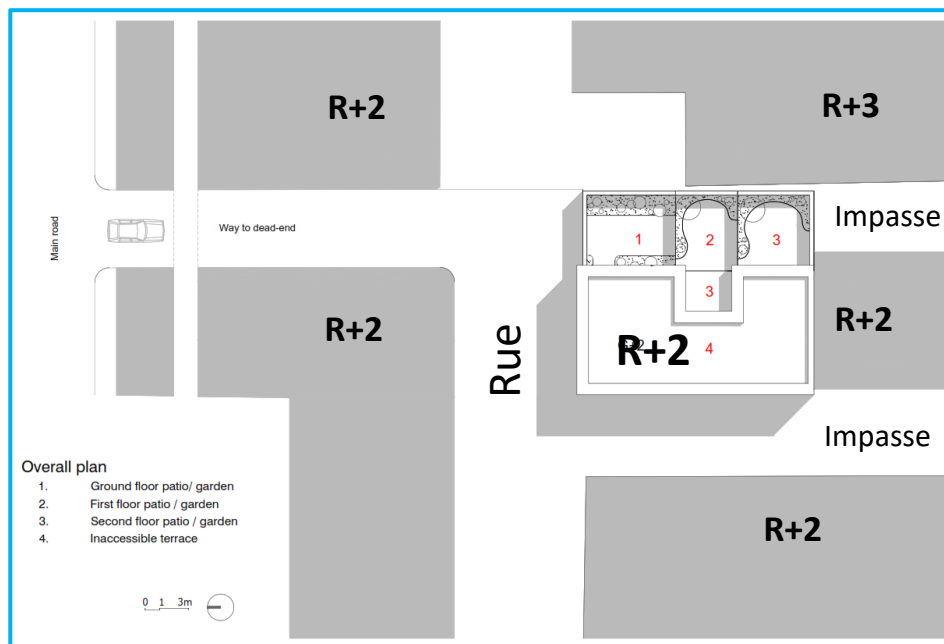 R+2
R+3
Main road
Way to dead-end
Impasse
1
2
3
3
R+2
R+2
R+2
4
Rue
Impasse
R+2
Overall plan
1. Ground floor patio/ garden
2. First floor patio / garden
3. Second floor patio / garden
4. Inaccessible terrace
0 1 3m